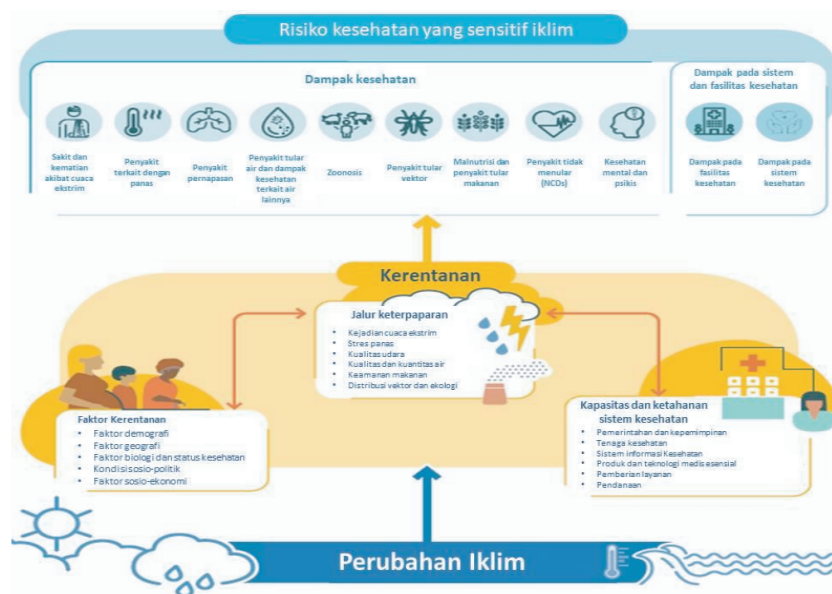 Risiko kesehatan yang sensitif iklim
Dampak kesehatan
Sakit dan
kematian
akibat cuaca
ekstrim
Penyakit
terkait dengan
panas
Penyakit
pernapasan
Penyakit tular
air dan dampak
kesehatan
terkait air
lainnya
Zoonosis
Penyakit tular
vektor
Malnutrisi dan
penyakit tular
makanan
Penyakit tidak
menular
(NCDs)
Kesehatan
mental dan
psikis
Dampak pada sistem
dan fasilitas kesehatan
Dampak pada
fasilitas
kesehatan
Dampak pada
sistem
kesehatan
Kerentanan
Jalur keterpaparan
• Kejadian cuaca ekstrim
• Stres panas
• Kualitas udara
• Kualitas dan kuantitas air
• Keamanan makanan
• Distribusi vektor dan ekologi
Faktor Kerentanan
• Faktor demografi
• Faktor geografi
• Faktor biologi dan status kesehatan
• Kondisi sosio-politik
• Faktor sosio-ekonomi
Kapasitas dan ketahanan
sistem kesehatan
• Pemerintahan dan kepemimpinan
• Tenaga kesehatan
• Sistem informasi Kesehatan
• Produk dan teknologi medis esensial
• Pemberian layanan
• Pendanaan
Perubahan Iklim